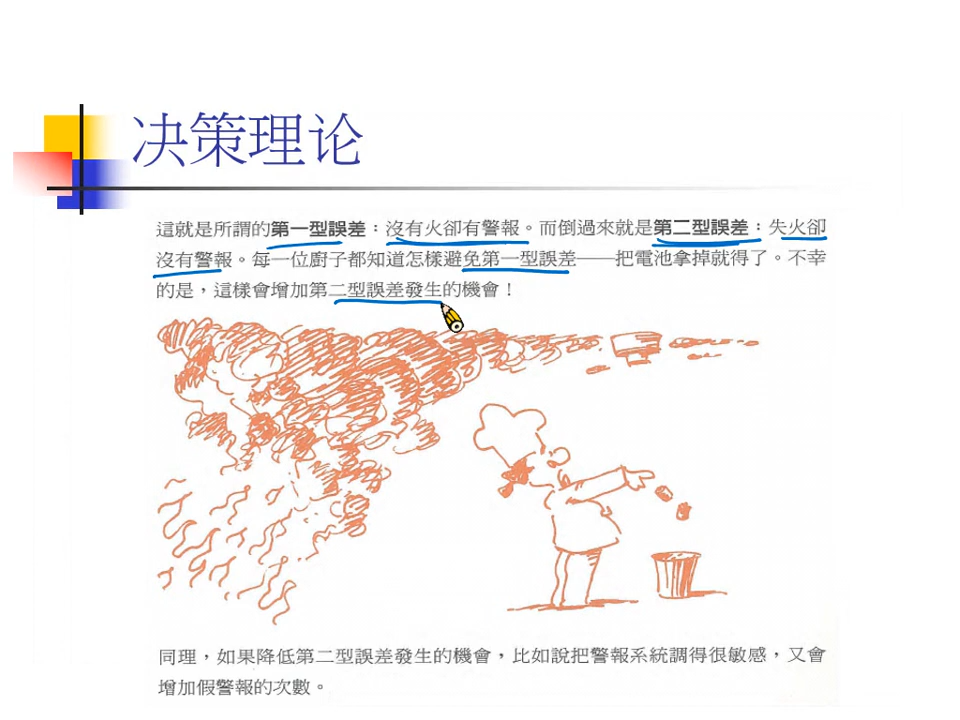 决策理论
這就是所謂的第一型誤差：沒有火卻有警報。而倒過來就是第二型誤差：失火卻
沒有警報。每一位廚子都知道怎樣避免第一型誤差——把電池拿掉就得了。不幸
的是，這樣會增加第二型誤差發生的機會！
同理，如果降低第二型誤差發生的機會，比如說把警報系統調得很敏感，又會
增加假警報的次數。